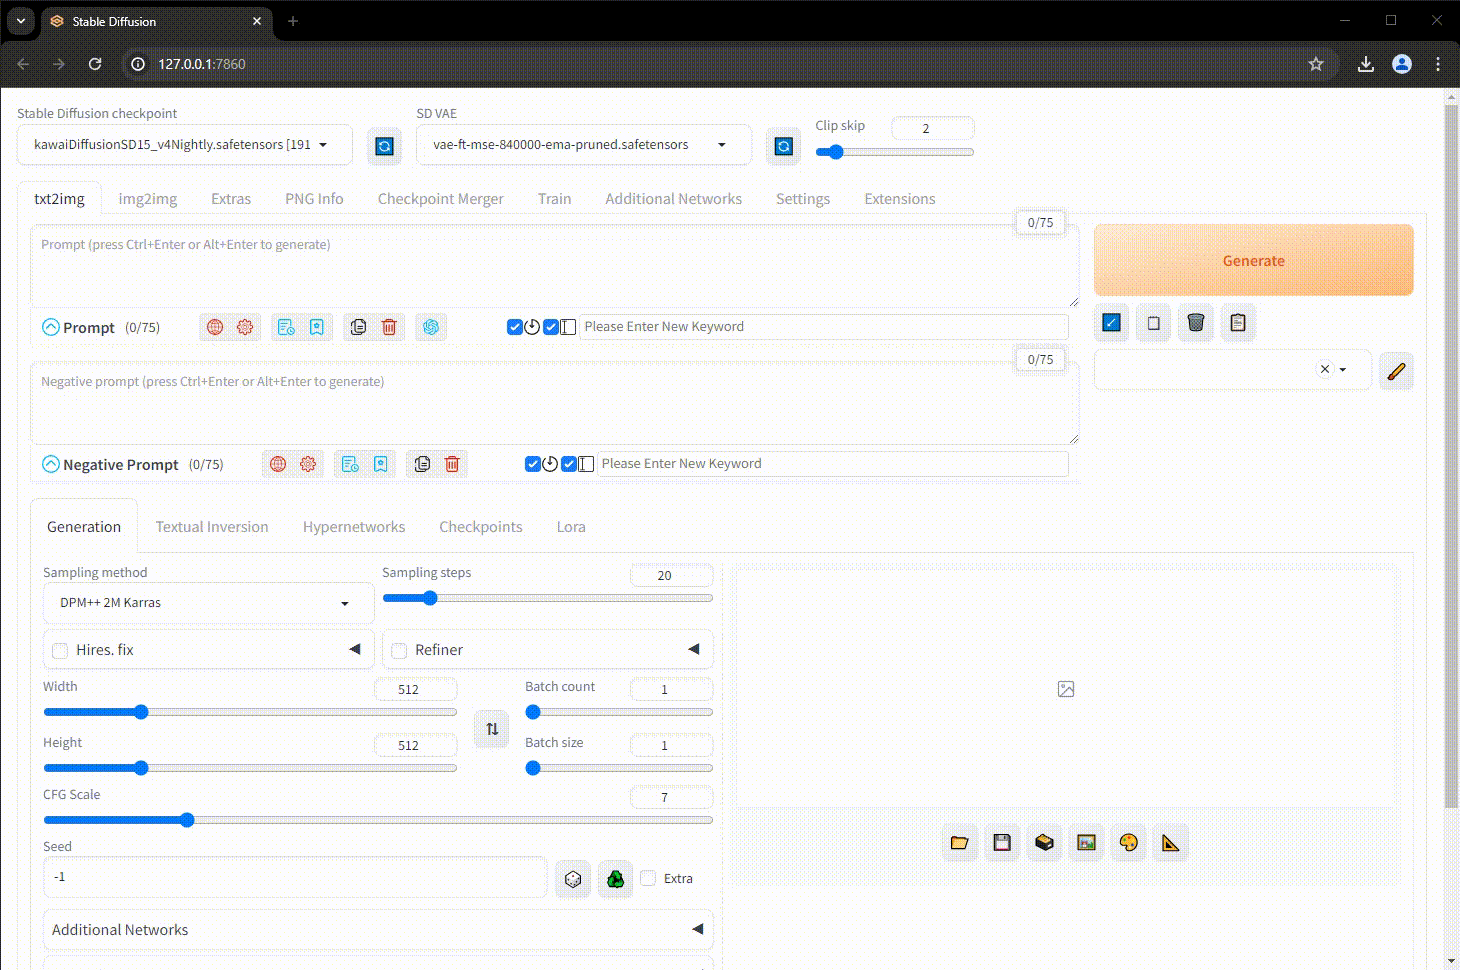 Stable Diffusion
127.0.0.1:7860
Stable Diffusion checkpoint
SD VAE
Clip skip
2
kawaiDiffusionSD15_v4Nightly.safetensors [191
vae-ft-mse-840000-ema-pruned.safetensors
txt2img
img2img
Extras
PNG Info
Checkpoint Merger
Train
Additional Networks
Settings
Extensions
0/75
Prompt (press Ctrl+Enter or Alt+Enter to generate)
Generate
Prompt (0/75)
Please Enter New Keyword
0/75
Negative prompt (press Ctrl+Enter or Alt+Enter to generate)
Negative Prompt (0/75)
Please Enter New Keyword
Generation
Textual Inversion
Hypernetworks
Checkpoints
Lora
Sampling method
Sampling steps
20
DPM++ 2M Karras
Hires. fix
Refiner
Width
512
Batch count
1
Height
512
Batch size
1
CFG Scale
7
Seed
-1
Extra
Additional Networks